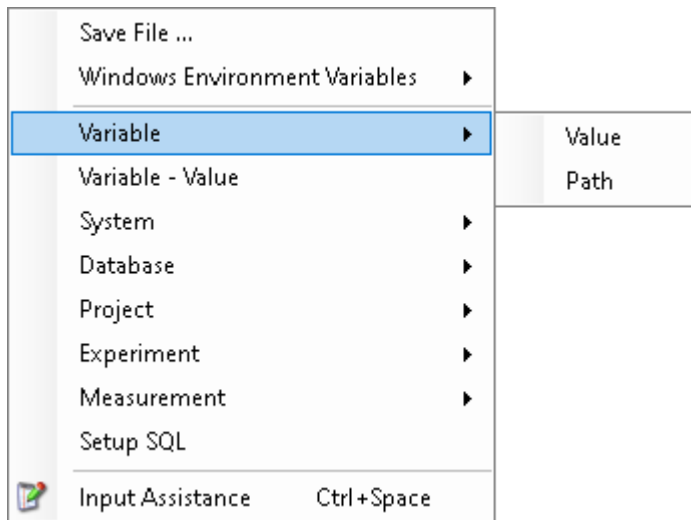 Save File ...
Windows Environment Variables
Variable
Value
Path
Variable - Value
System
Database
Project
Experiment
Measurement
Setup SQL
Input Assistance Ctrl+Space